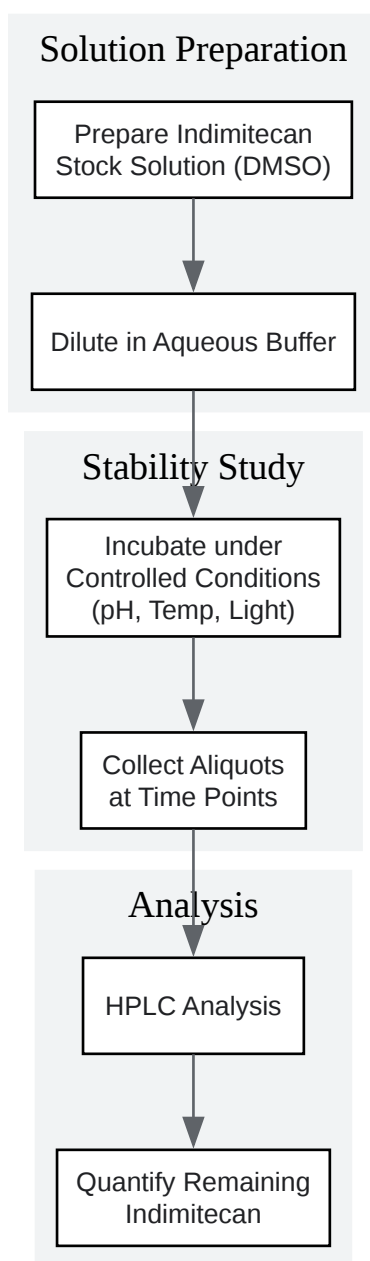 Solution Preparation
Prepare Indimitecan
Stock Solution (DMSO)
Dilute in Aqueous Buffer
Stability Study
Incubate under
Controlled Conditions
(pH, Temp, Light)
Collect Aliquots
at Time Points
Analysis
HPLC Analysis
Quantify Remaining
Indimitecan